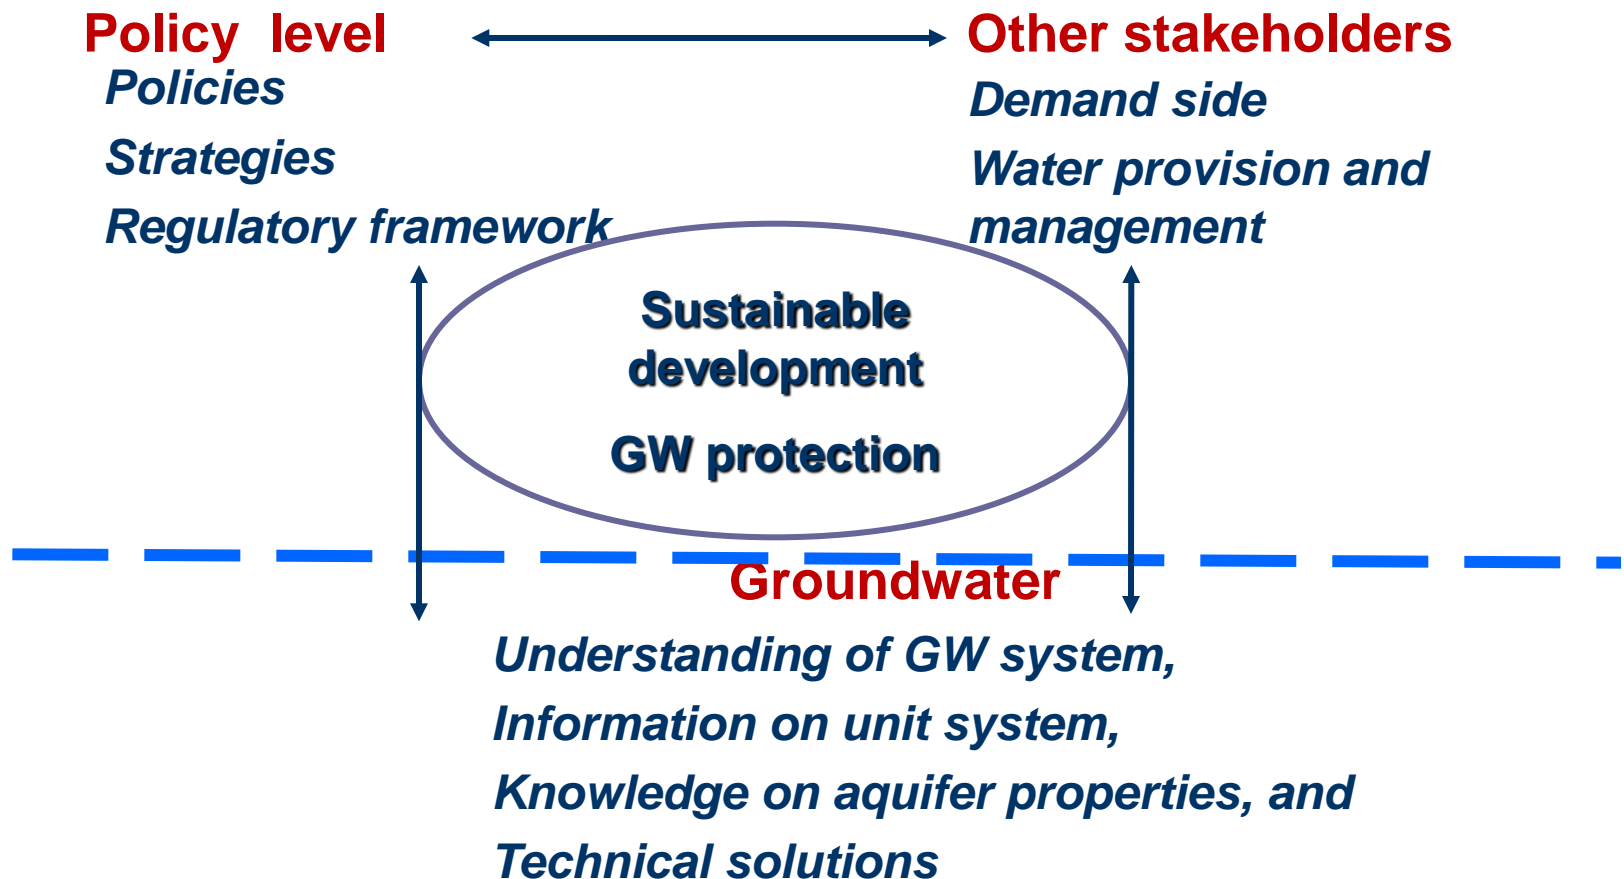 Policy level
Policies
Strategies
Regulatory framework
Other stakeholders
Demand side
Water provision and
management
Sustainable
development
GW protection
Groundwater
Understanding of GW system,
Information on unit system,
Knowledge on aquifer properties, and
Technical solutions